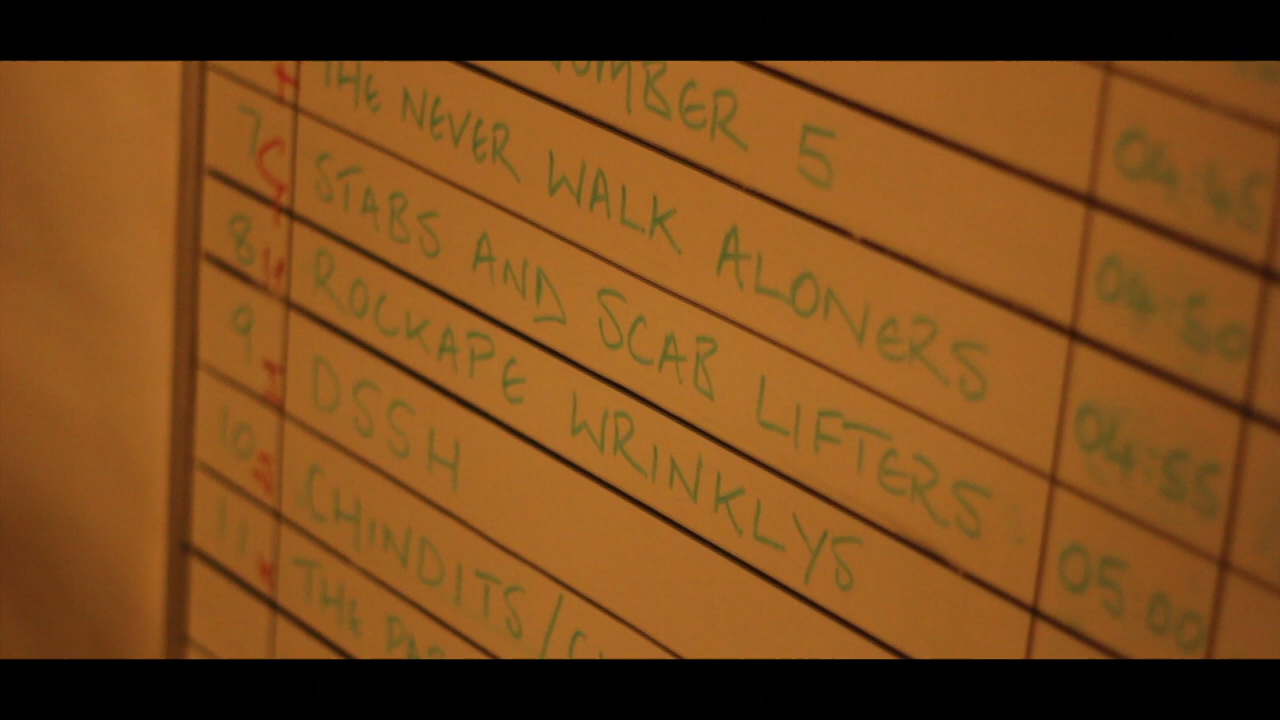 04:45
NUMBER 5 04:50
THE NEVER WALK ALONERS 04:55
7 STABS AND SCAB LIFTERS 05:00
8 ROCKAPE WRINKLYS
9 DSSH
10 CHINDITS/
11 THE